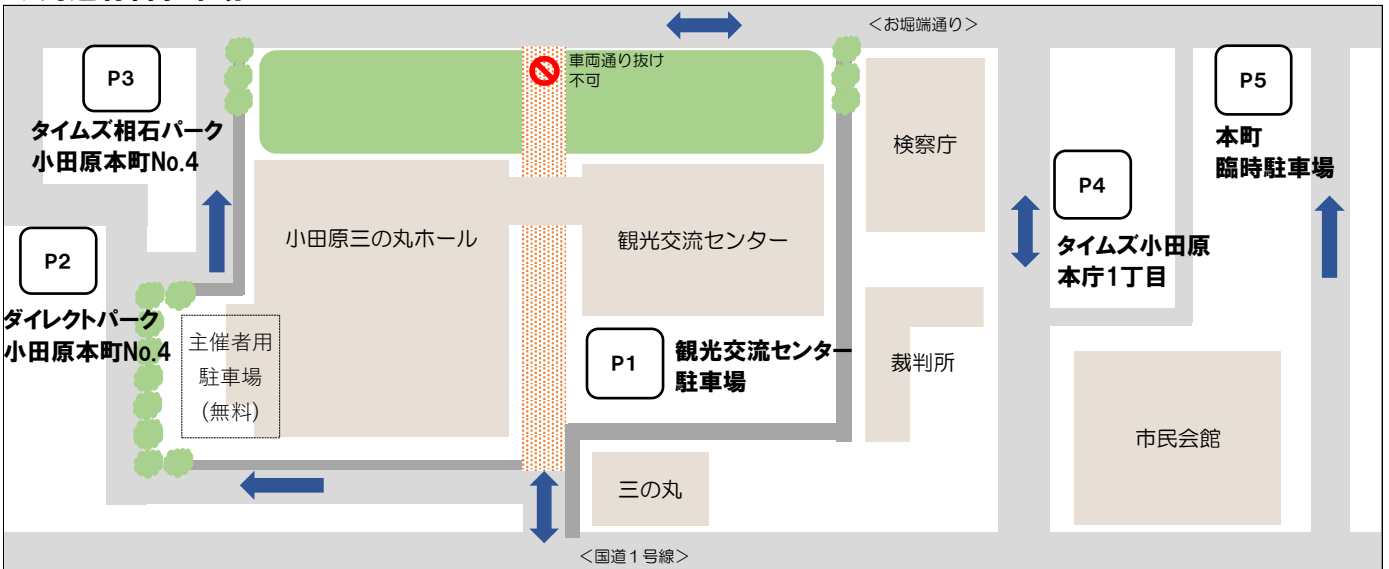 ＜お堀端通り＞
車両通り抜け
不可
P3
タイムズ相石パーク
小田原本町No.4
P5
本町
臨時駐車場
検察庁
P4
タイムズ小田原
本庁1丁目
小田原三の丸ホール
観光交流センター
P2
ダイレクトパーク
小田原本町No.4
主催者用
駐車場
(無料)
P1
観光交流センター
駐車場
裁判所
市民会館
三の丸
＜国道１号線＞